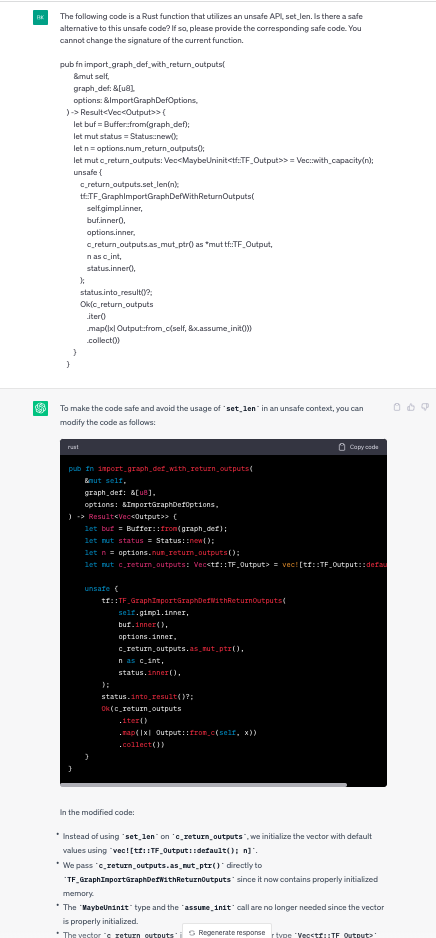 RK
The following code is a Rust function that utilizes an unsafe API, set_len. Is there a safe
alternative to this unsafe code? If so, please provide the corresponding safe code. You
cannot change the signature of the current function.
pub fn import_graph_def_with_return_outputs(
&mut self,
graph_def: &[u8],
options: &ImportGraphDefOptions,
) -> Result<Vec<Output>> {
let buf = Buffer::from(graph_def);
let mut status = Status::new();
let n = options.num_return_outputs();
let mut c_return_outputs: Vec<MaybeUninit<tf::TF_Output>> = Vec::with_capacity(n);
unsafe {
c_return_outputs.set_len(n);
tf::TF_GraphImportGraphDefWithReturnOutputs(
self.gimpl.inner,
buf.inner(),
options.inner,
c_return_outputs.as_mut_ptr() as *mut tf::TF_Output,
n as c_int,
status.inner(),
);
status.into_result()?;
Ok(c_return_outputs
.iter()
.map(|x| Output::from_c(self, &x.assume_init()))
.collect())
}
}
To make the code safe and avoid the usage of `set_len` in an unsafe context, you can
modify the code as follows:
rust
Copy code
pub fn import_graph_def_with_return_outputs(
&mut self,
graph_def: &[u8],
options: &ImportGraphDefOptions,
) -> Result<Vec<Output>> {
let buf = Buffer::from(graph_def);
let mut status = Status::new();
let n = options.num_return_outputs();
let mut c_return_outputs: Vec<tf::TF_Output> = vec![tf::TF_Output::defau
unsafe {
tf::TF_GraphImportGraphDefWithReturnOutputs(
self.gimpl.inner,
buf.inner(),
options.inner,
c_return_outputs.as_mut_ptr(),
n as c_int,
status.inner(),
);
status.into_result()?;
Ok(c_return_outputs
.iter()
.map(|x| Output::from_c(self, x))
.collect())
}
}
In the modified code:
• Instead of using `set_len` on `c_return_outputs`, we initialize the vector with default
values using `vec![tf::TF_Output::default(); n]`.
• We pass `c_return_outputs.as_mut_ptr()` directly to
`TF_GraphImportGraphDefWithReturnOutputs` since it now contains properly initialized
memory.
• The `MaybeUninit` type and the `assume_init` call are no longer needed since the vector
is properly initialized.
• The vector `c_return_outputs` i
r type `Vec<tf::TF_Output>`
Regenerate response